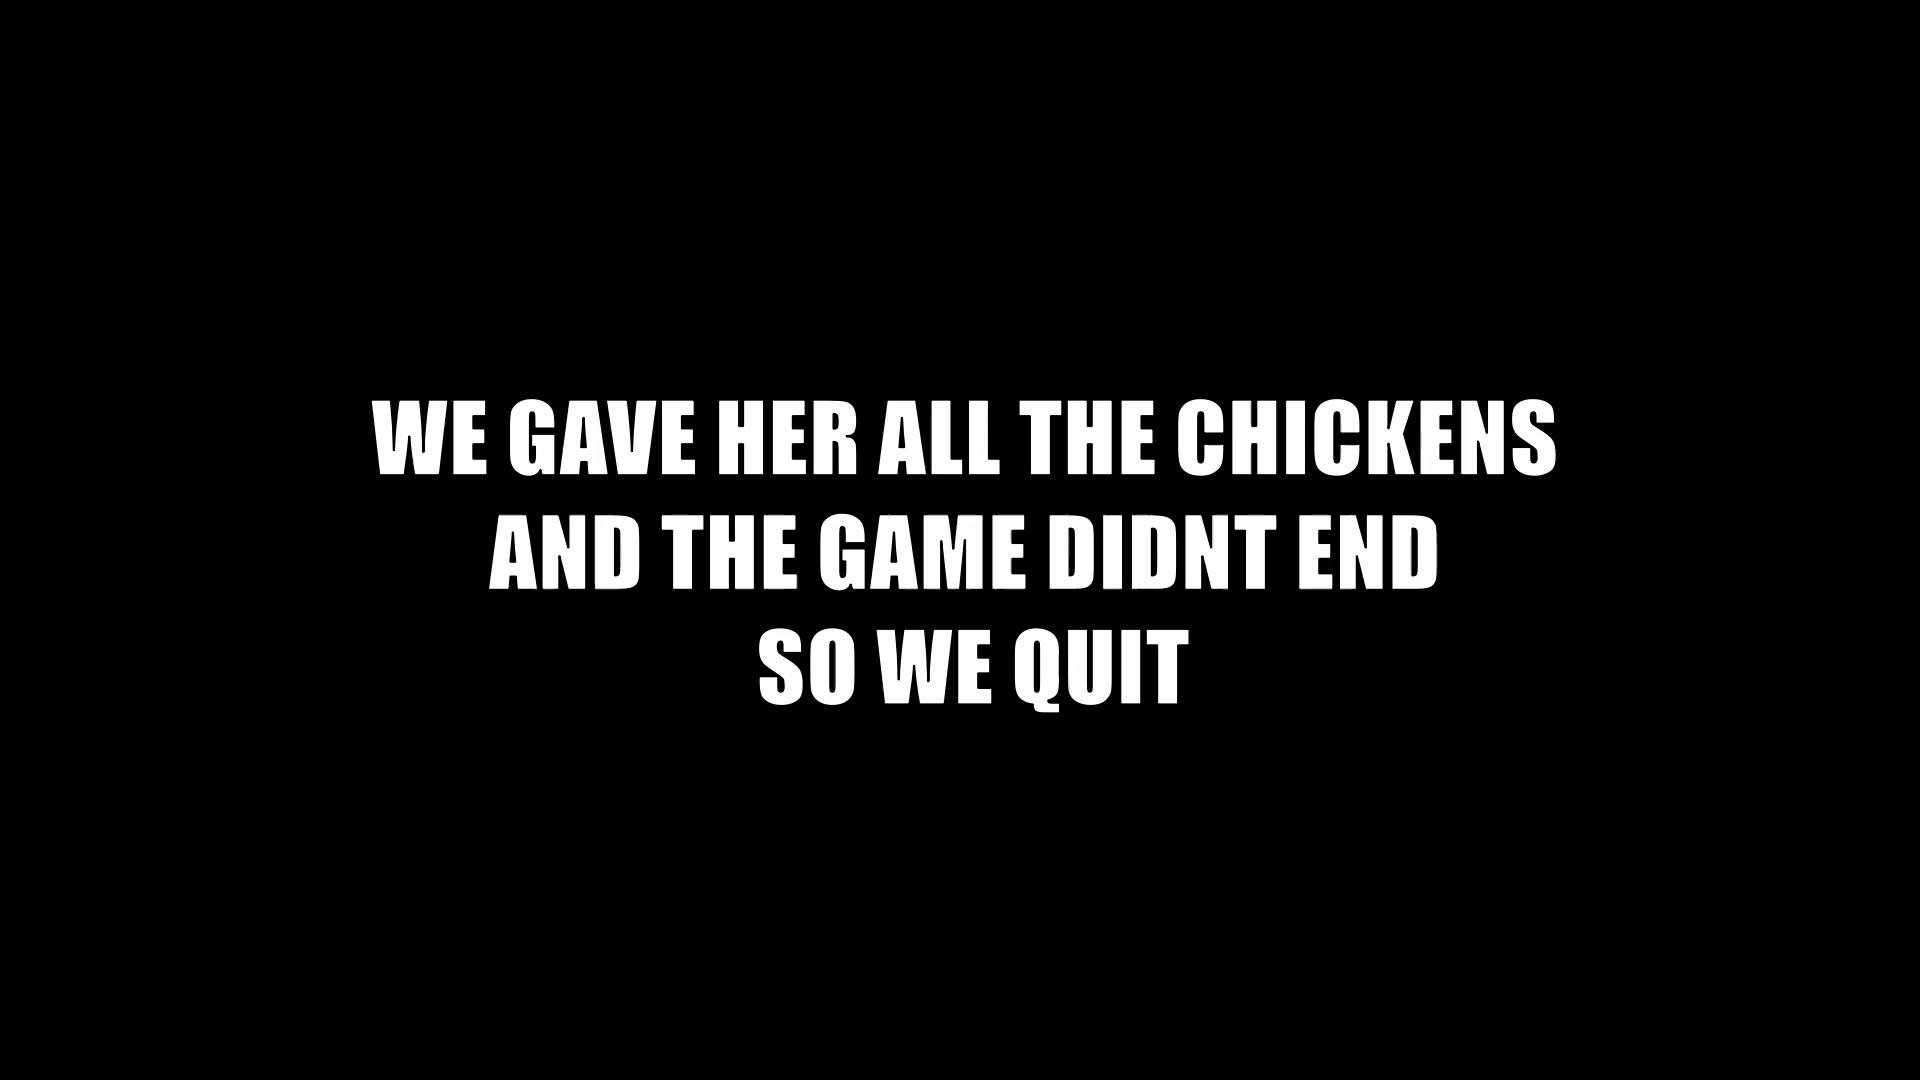 WE GAVE HER ALL THE CHICKENS
AND THE GAME DIDNT END
SO WE QUIT